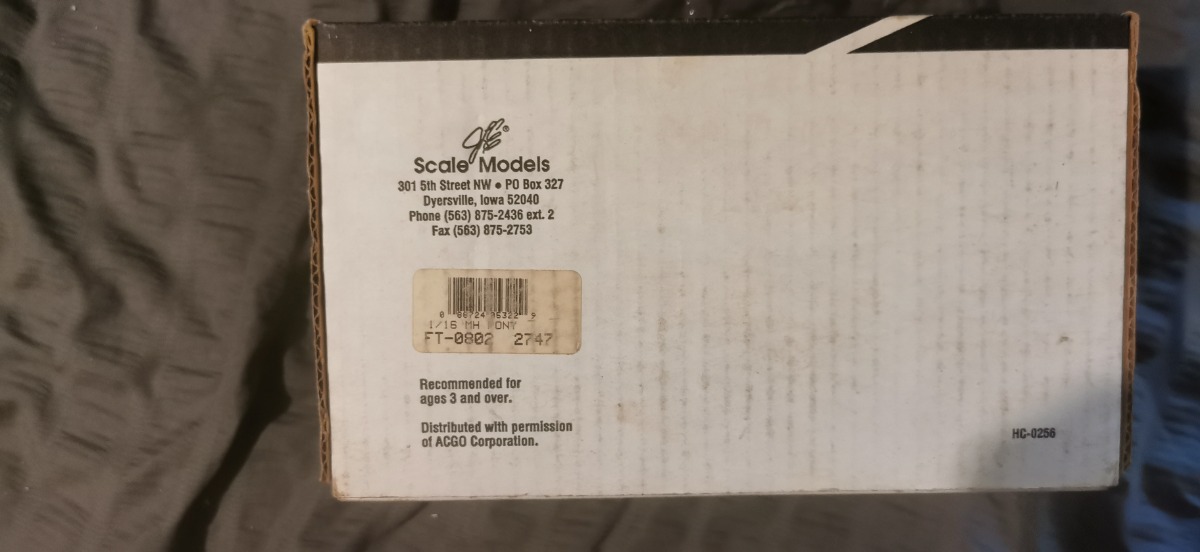 Scale Models
301 5th Street NW • PO Box 327
Dyersville, Iowa 52040
Phone (563) 875-2436 ext. 2
Fax (563) 875-2753
1/16 MH
FT-0802 2747
Recommended for
ages 3 and over.
Distributed with permission
of ACGO Corporation.
HC-0256